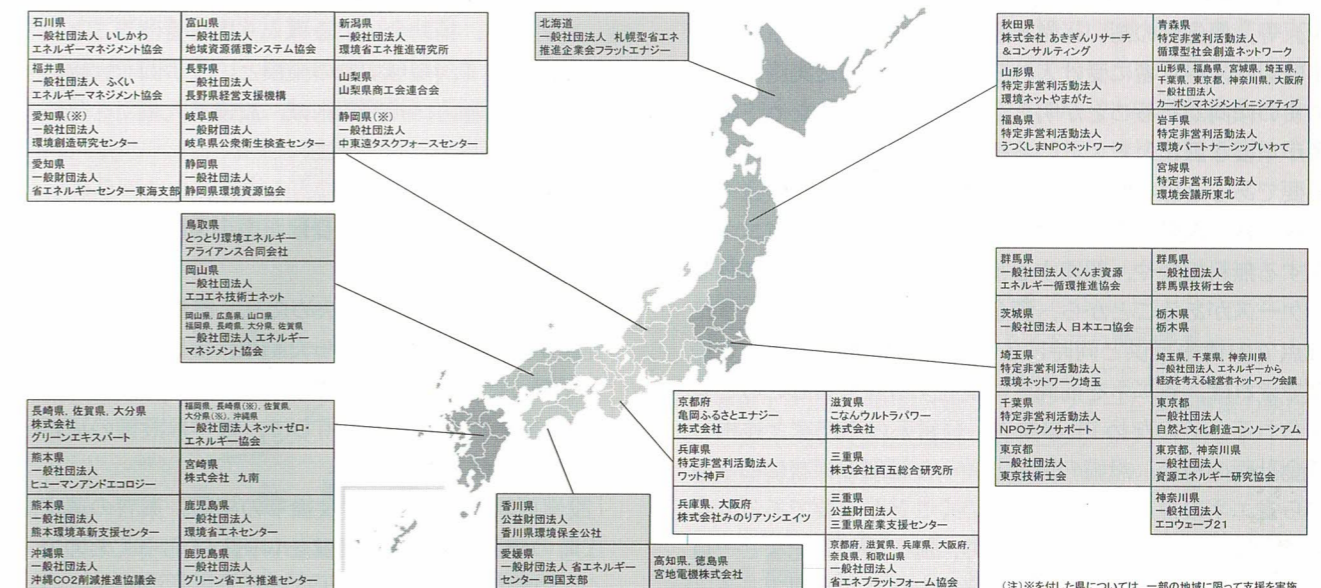 石川県
一般社団法人 いしかわ
エネルギーマネジメント協会
富山県
一般社団法人
地域資源循環システム協会
新潟県
一般社団法人
環境省エネ推進研究所
福井県
一般社団法人 ふくい
エネルギーマネジメント協会
長野県
一般社団法人
長野県経営支援機構
山梨県
山梨県商工会連合会
愛知県(※)
一般社団法人
環境創造研究センター
岐阜県
一般財団法人
岐阜県公衆衛生検査センター
静岡県(※)
一般社団法人
中東遠タスクフォースセンター
愛知県
一般財団法人
省エネルギーセンター東海支部
静岡県
一般社団法人
静岡県環境資源協会
北海道
一般社団法人 札幌型省エネ
推進企業会フラットエナジー
秋田県
株式会社 あきぎんリサーチ
&コンサルティング
青森県
特定非営利活動法人
循環型社会創造ネットワーク
山形県
特定非営利活動法人
環境ネットやまがた
山形県, 福島県, 宮城県, 埼玉県,
千葉県, 東京都, 神奈川県, 大阪府
一般社団法人
カーボンマネジメントイニシアティブ
福島県
特定非営利活動法人
うつくしまNPOネットワーク
岩手県
特定非営利活動法人
環境パートナーシップいわて
宮城県
特定非営利活動法人
環境会議所東北
鳥取県
とっとり環境エネルギー
アライアンス合同会社
岡山県
一般社団法人
エコエネ技術士ネット
岡山県, 広島県, 山口県
福岡県, 長崎県, 大分県, 佐賀県
一般社団法人 エネルギー
マネジメント協会
群馬県
一般社団法人 ぐんま資源
エネルギー循環推進協会
群馬県
一般社団法人
群馬県技術士会
茨城県
一般社団法人 日本エコ協会
栃木県
栃木県
埼玉県
特定非営利活動法人
環境ネットワーク埼玉
埼玉県, 千葉県, 神奈川県
一般社団法人 エネルギーから
経済を考える経営者ネットワーク会議
千葉県
特定非営利活動法人
NPOテクノサポート
東京都
一般社団法人
自然と文化創造コンソーシアム
東京都
一般社団法人
東京技術士会
東京都, 神奈川県
一般社団法人
資源エネルギー研究協会
神奈川県
一般社団法人
エコウェーブ21
長崎県, 佐賀県, 大分県
株式会社
グリーンエキスパート
福岡県, 長崎県(※), 佐賀県,
大分県(※), 沖縄県
一般社団法人ネット・ゼロ・
エネルギー協会
熊本県
一般社団法人
ヒューマンアンドエコロジー
宮崎県
株式会社 九南
熊本県
一般社団法人
熊本環境革新支援センター
鹿児島県
一般社団法人
環境省エネセンター
沖縄県
一般社団法人
沖縄CO2削減推進協議会
鹿児島県
一般社団法人
グリーン省エネ推進センター
京都府
亀岡ふるさとエナジー
株式会社
滋賀県
こなんウルトラパワー
株式会社
兵庫県
特定非営利活動法人
ワット神戸
三重県
株式会社百五総合研究所
兵庫県, 大阪府
株式会社みのりアソシエイツ
三重県
公益財団法人
三重県産業支援センター
京都府, 滋賀県, 兵庫県, 大阪府,
奈良県, 和歌山県
一般社団法人
省エネプラットフォーム協会
香川県
公益財団法人
香川県環境保全公社
愛媛県
一般財団法人 省エネルギー
センター 四国支部
高知県, 徳島県
宮地電機株式会社
(注)※を付した県については、一部の地域に限って支援を実施